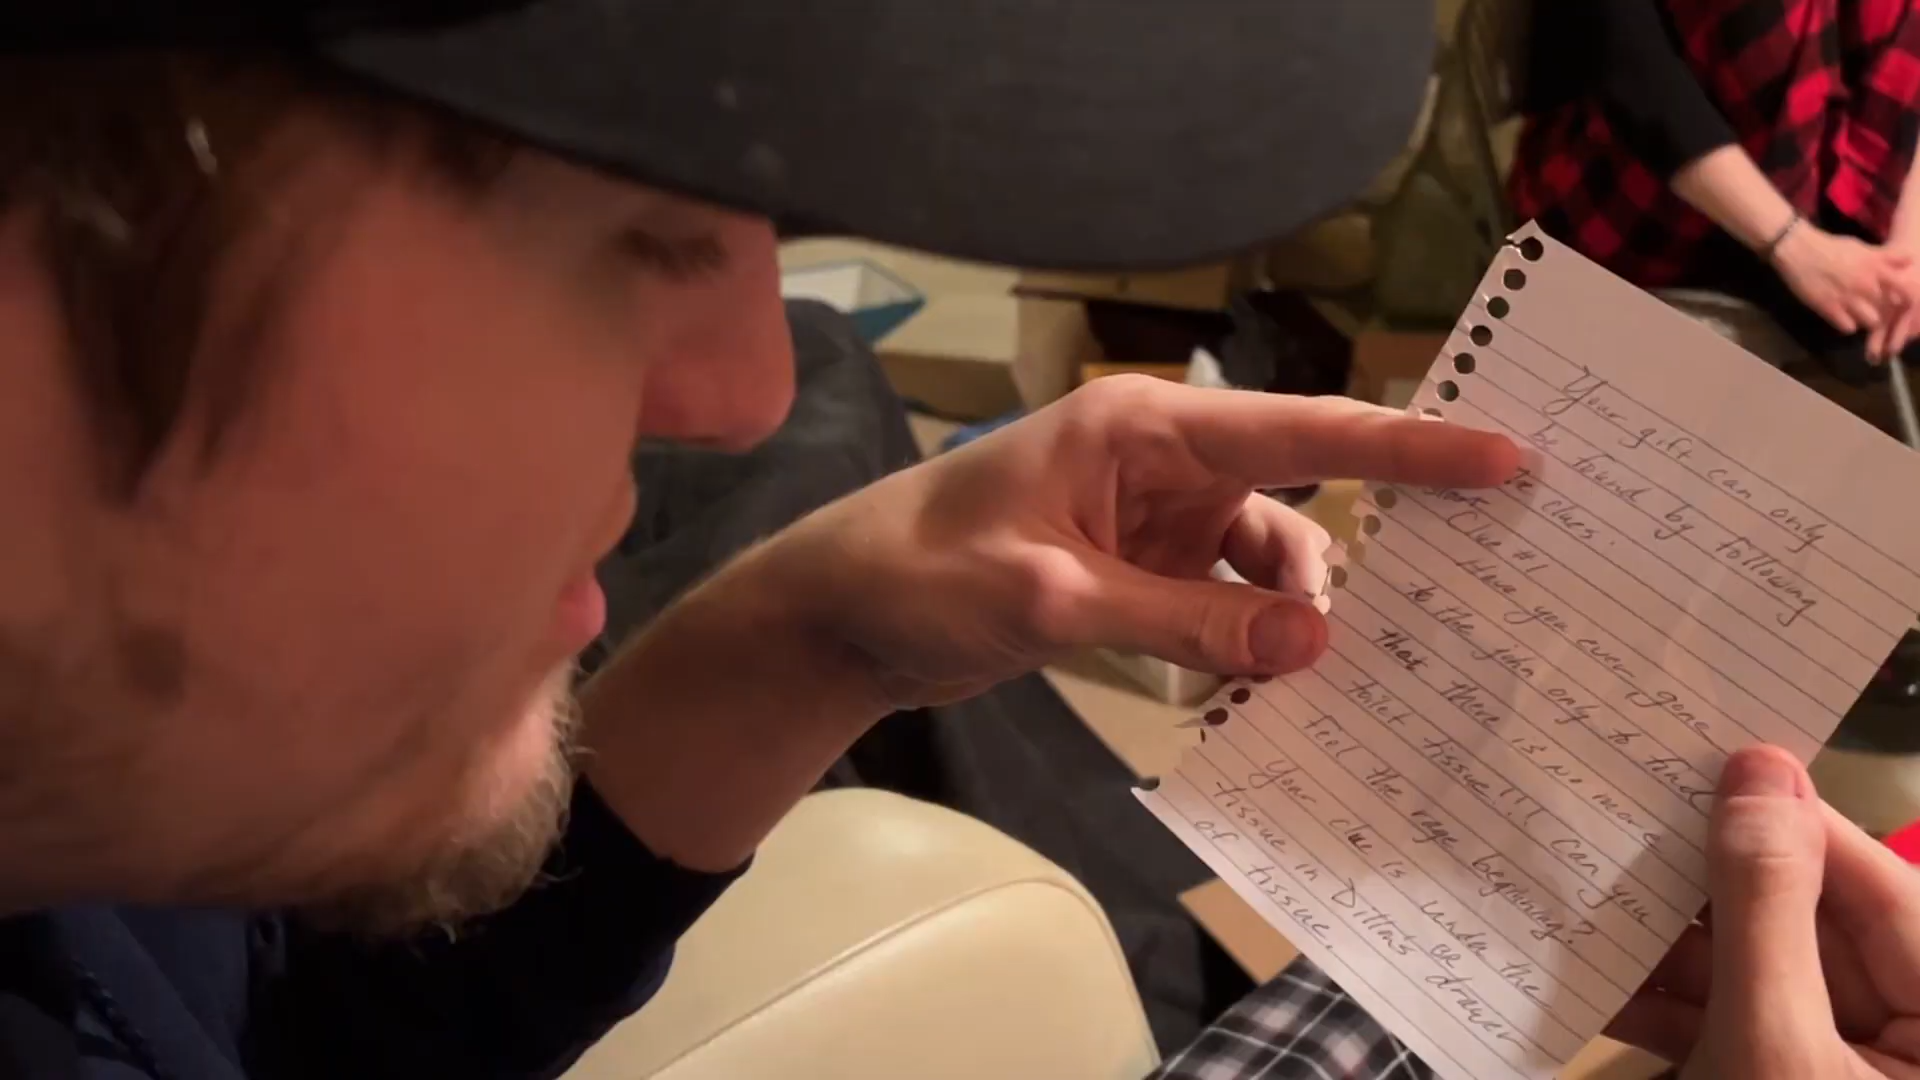 Your gift can only
be found by following
the clues.
start
Clue #1
Have you ever gone
to the john only to find
that there is no more
toilet tissue!!! Can you
Feel the rage beginning?
Your clue is under the
tissue in Dillon's BR drawer
of tissue.